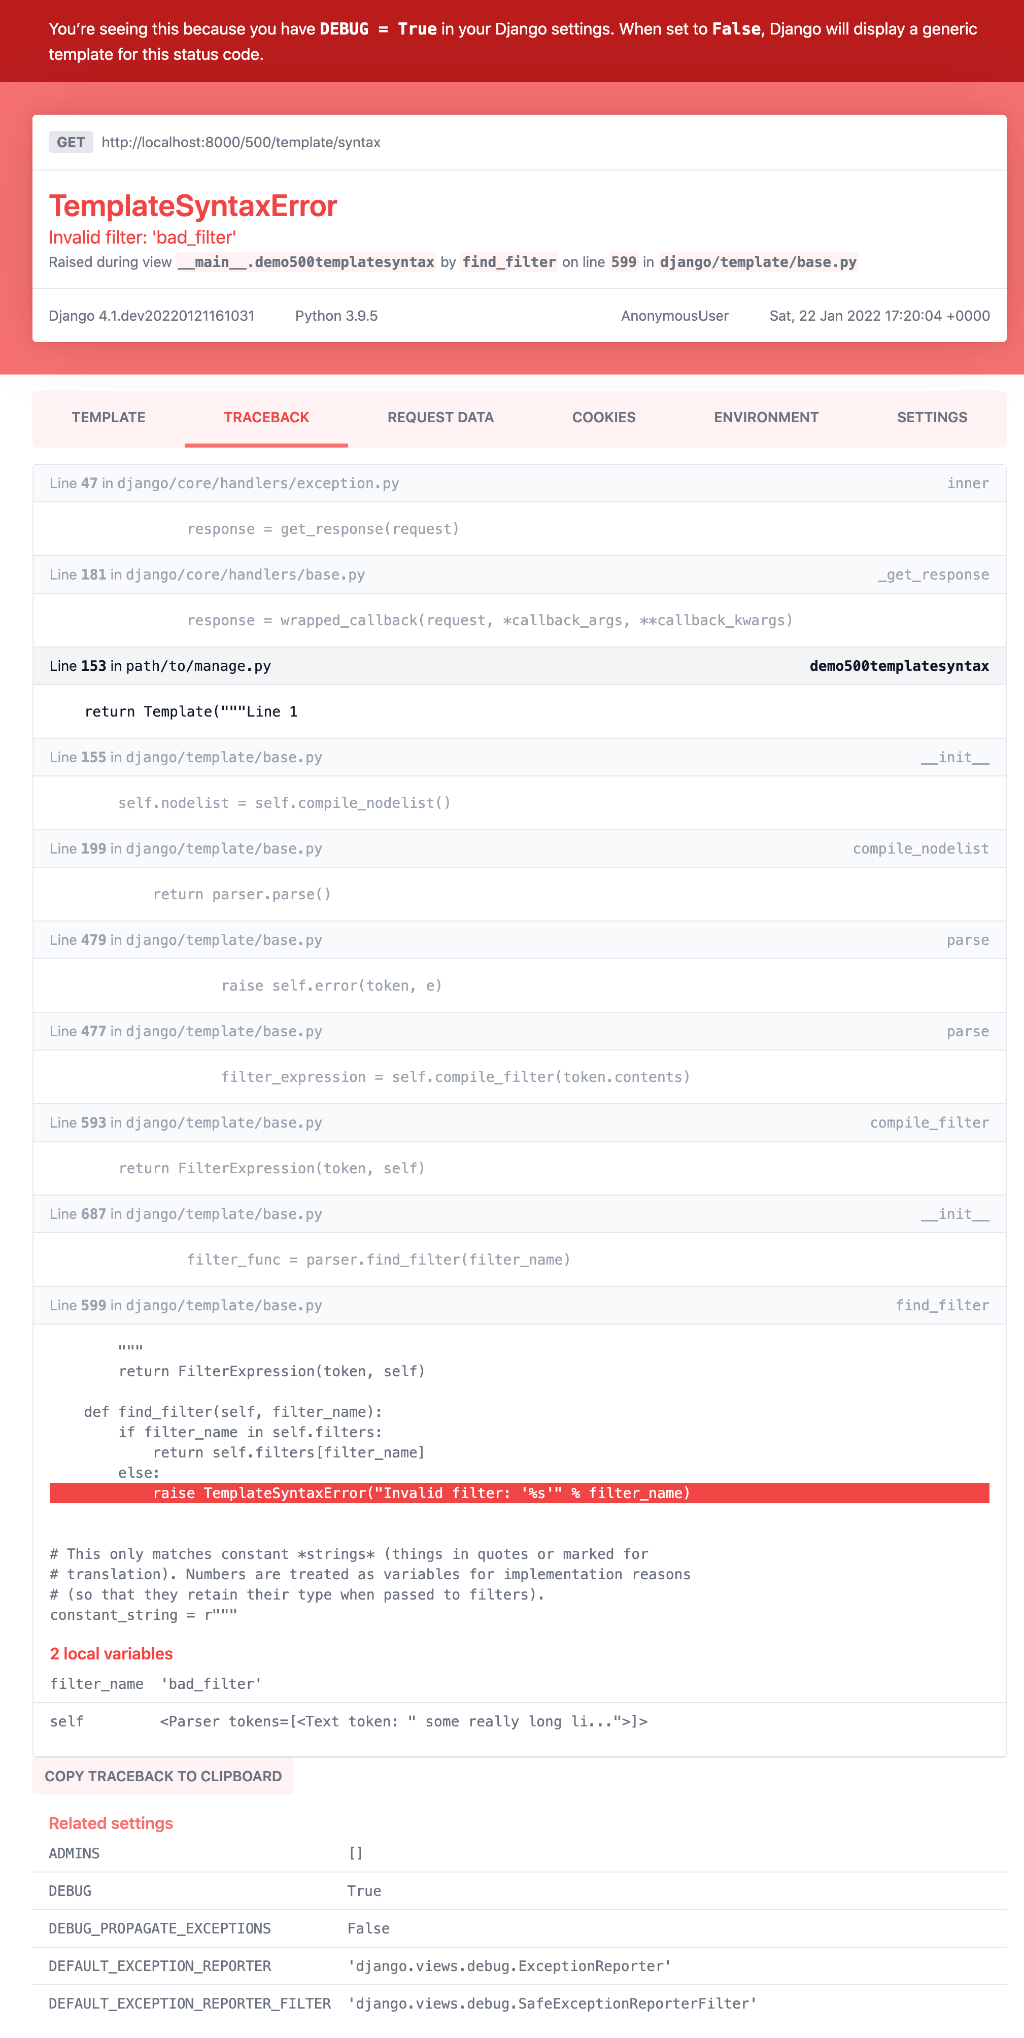 You’re seeing this because you have DEBUG = True in your Django settings. When set to False, Django will display a generic
template for this status code.
GET http://localhost:8000/500/template/syntax
TemplateSyntaxError
Invalid filter: 'bad_filter'
Raised during view __main__.demo500templatesyntax by find_filter on line 599 in django/template/base.py
Django 4.1.dev20220121161031 Python 3.9.5 AnonymousUser Sat, 22 Jan 2022 17:20:04 +0000
TEMPLATE TRACEBACK REQUEST DATA COOKIES ENVIRONMENT SETTINGS
Line 47 in django/core/handlers/exception.py inner
response = get_response(request)
Line 181 in django/core/handlers/base.py _get_response
response = wrapped_callback(request, *callback_args, **callback_kwargs)
Line 153 in path/to/manage.py demo500templatesyntax
return Template("""Line 1
Line 155 in django/template/base.py __init__
self.nodelist = self.compile_nodelist()
Line 199 in django/template/base.py compile_nodelist
return parser.parse()
Line 479 in django/template/base.py parse
raise self.error(token, e)
Line 477 in django/template/base.py parse
filter_expression = self.compile_filter(token.contents)
Line 593 in django/template/base.py compile_filter
return FilterExpression(token, self)
Line 687 in django/template/base.py __init__
filter_func = parser.find_filter(filter_name)
Line 599 in django/template/base.py find_filter
"""
return FilterExpression(token, self)
def find_filter(self, filter_name):
if filter_name in self.filters:
return self.filters[filter_name]
else:
raise TemplateSyntaxError("Invalid filter: '%s'" % filter_name)
# This only matches constant *strings* (things in quotes or marked for
# translation). Numbers are treated as variables for implementation reasons
# (so that they retain their type when passed to filters).
constant_string = r"""
2 local variables
filter_name 'bad_filter'
self <Parser tokens=[<Text token: " some really long li...">]>
COPY TRACEBACK TO CLIPBOARD
Related settings
ADMINS []
DEBUG True
DEBUG_PROPAGATE_EXCEPTIONS False
DEFAULT_EXCEPTION_REPORTER 'django.views.debug.ExceptionReporter'
DEFAULT_EXCEPTION_REPORTER_FILTER 'django.views.debug.SafeExceptionReporterFilter'